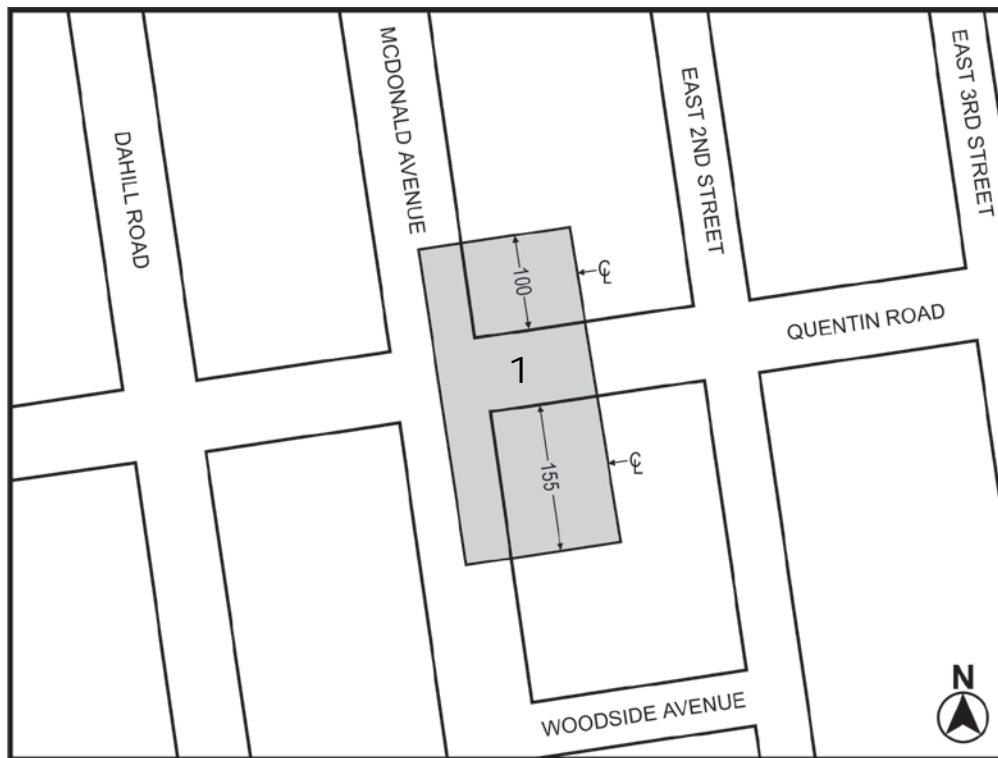 MCDONALD AVENUE
EAST 2ND STREET
EAST 3RD STREET
DAHILL ROAD
100
℄
QUENTIN ROAD
1
155
℄
WOODSIDE AVENUE
N